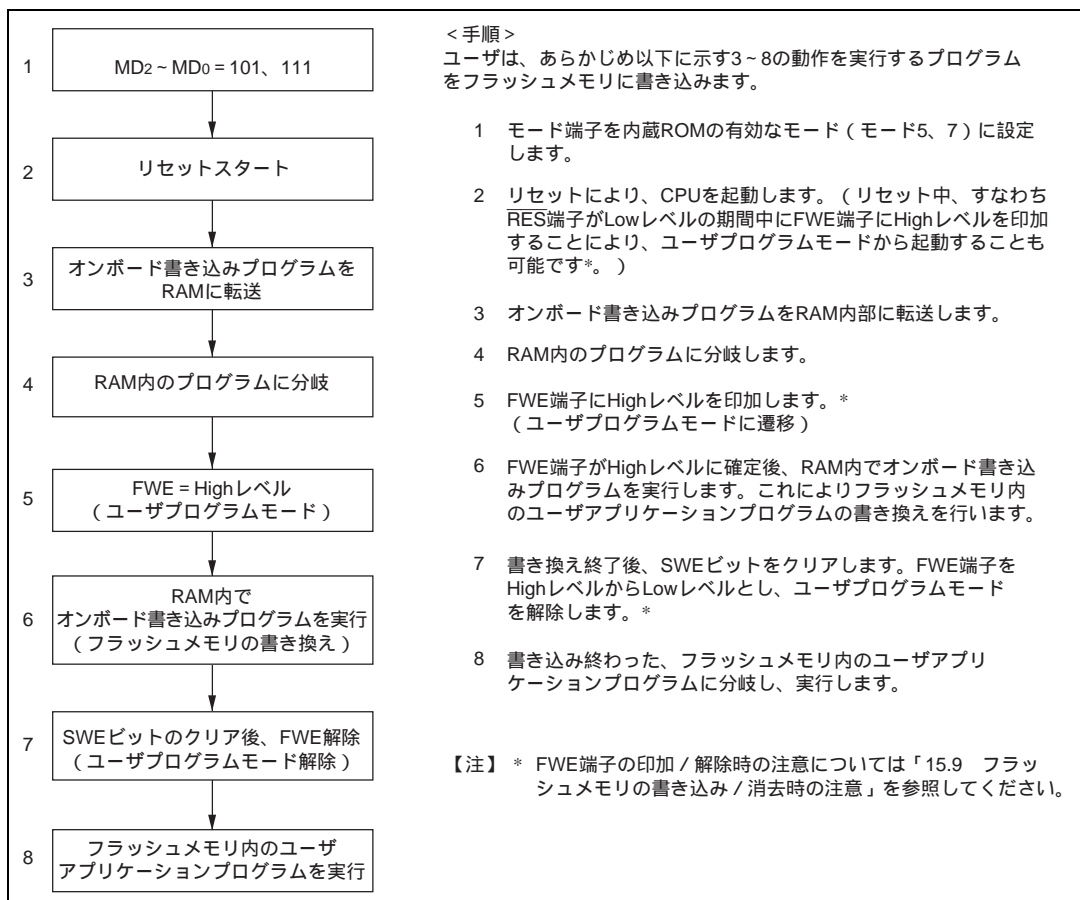 1
MD2 ~ MD0 = 101、111
2
リセットスタート
3
オンボード書き込みプログラムを
RAMに転送
4
RAM内のプログラムに分岐
5
FWE = Highレベル
(ユーザプログラムモード)
6
RAM内で
オンボード書き込みプログラムを実行
(フラッシュメモリの書き換え)
7
SWEビットのクリア後、FWE解除
(ユーザプログラムモード解除)
8
フラッシュメモリ内のユーザ
アプリケーションプログラムを実行
<手順>
ユーザは、あらかじめ以下に示す3~8の動作を実行するプログラム
をフラッシュメモリに書き込みます。
1 モード端子を内蔵ROMの有効なモード(モード5、7)に設定
します。
2 リセットにより、CPUを起動します。(リセット中、すなわち
RES端子がLowレベルの期間中にFWE端子にHighレベルを印加
することにより、ユーザプログラムモードから起動することも
可能です*。)
3 オンボード書き込みプログラムをRAM内部に転送します。
4 RAM内のプログラムに分岐します。
5 FWE端子にHighレベルを印加します。*
(ユーザプログラムモードに遷移)
6 FWE端子がHighレベルに確定後、RAM内でオンボード書き込
みプログラムを実行します。これによりフラッシュメモリ内
のユーザアプリケーションプログラムの書き換えを行います。
7 書き換え終了後、SWEビットをクリアします。FWE端子を
HighレベルからLowレベルとし、ユーザプログラムモード
を解除します。*
8 書き込み終わった、フラッシュメモリ内のユーザアプリ
ケーションプログラムに分岐し、実行します。
【注】 * FWE端子の印加/解除時の注意については「15.9 フラッ
シュメモリの書き込み/消去時の注意」を参照してください。